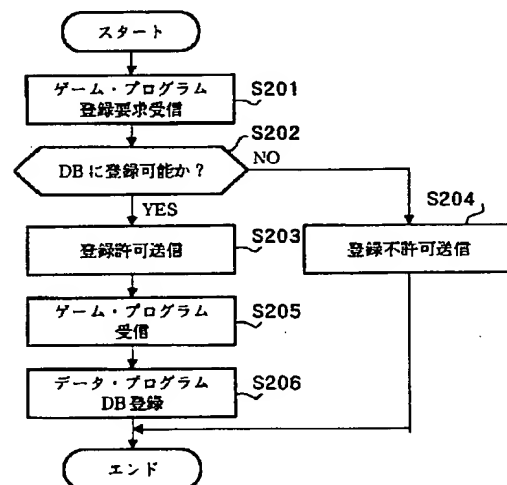 スタート
ゲーム・プログラム
登録要求受信
S201
S202
DBに登録可能か?
NO
YES
S204
登録許可送信
S203
登録不許可送信
ゲーム・プログラム
受信
S205
データ・プログラム
DB登録
S206
エンド